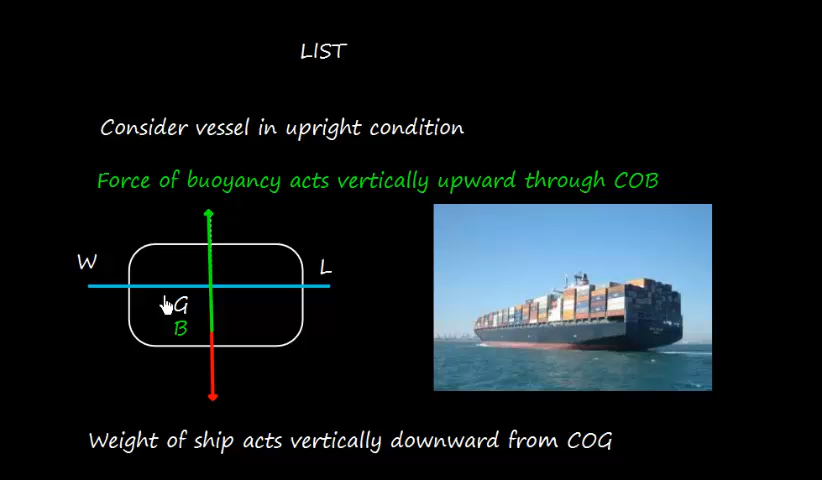 LIST
Consider vessel in upright condition
Force of buoyancy acts vertically upward through COB
W
L
G
B
Weight of ship acts vertically downward from COG